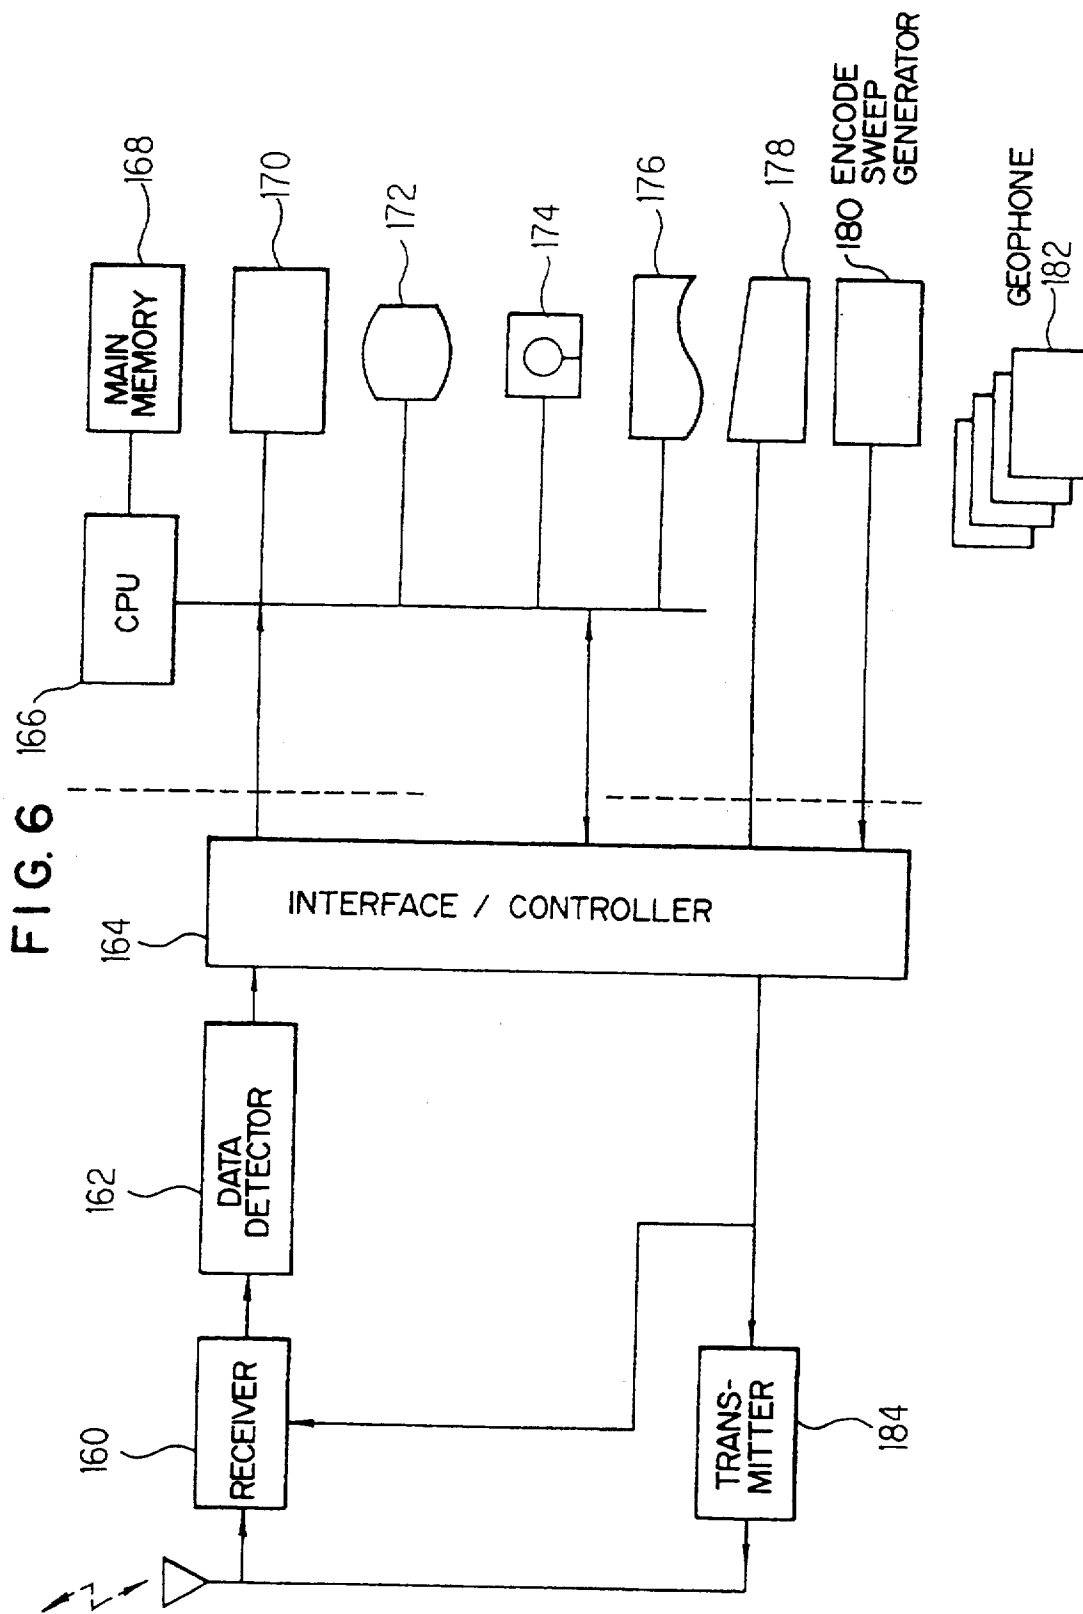 FIG. 6
166
CPU
MAIN
MEMORY
168
170
172
174
176
178
180 ENCODE
SWEEP
GENERATOR
GEOPHONE
182
164
INTERFACE / CONTROLLER
162
DATA
DETECTOR
160
RECEIVER
TRANS-
MITTER
184